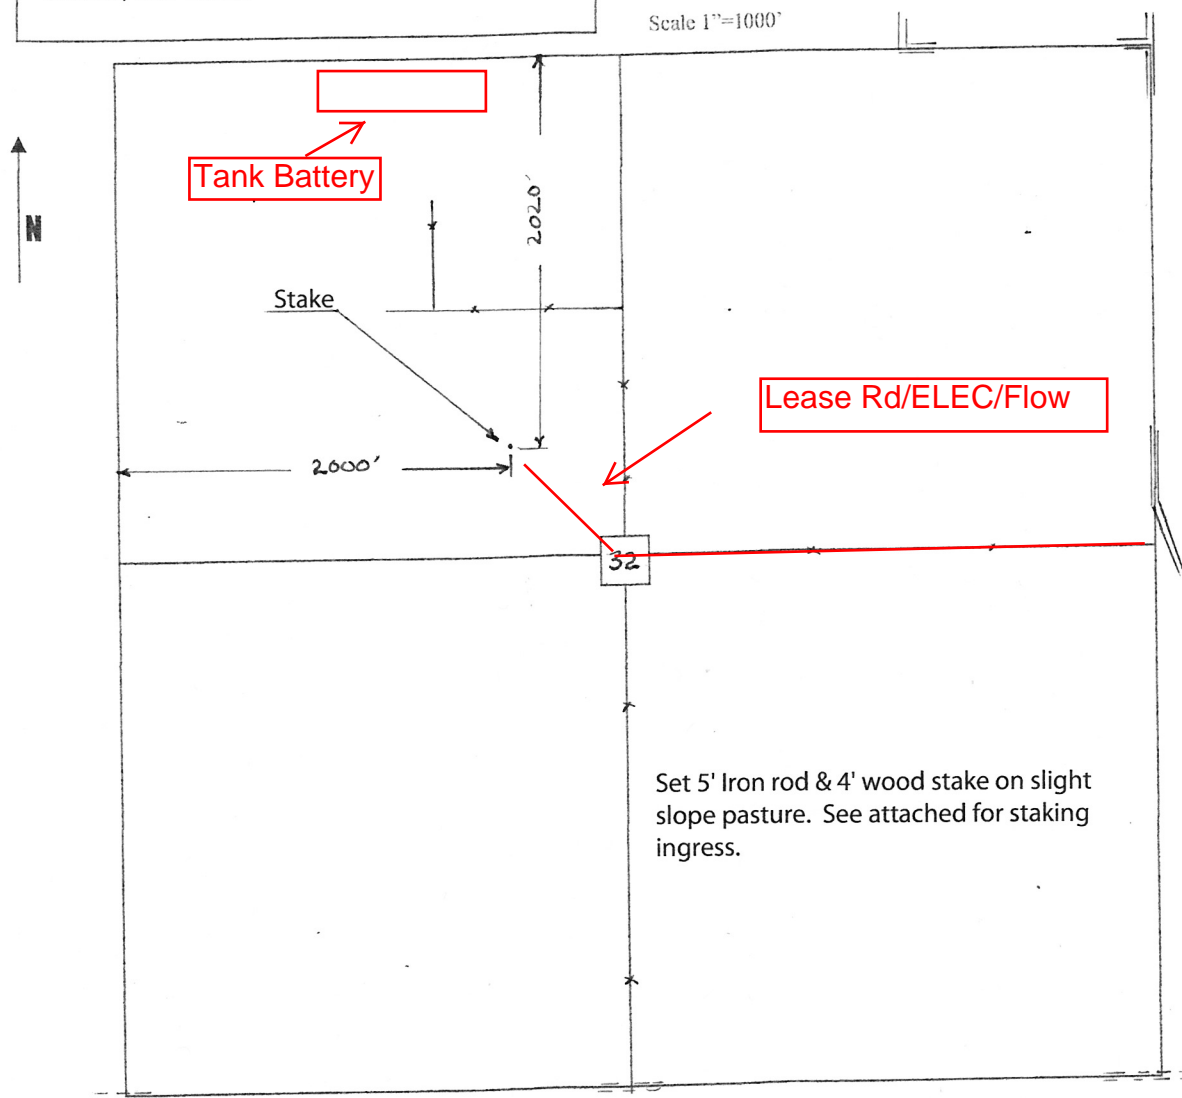 Scale 1"=1000'
Tank Battery
2020'
N
Stake
Lease Rd/ELEC/Flow
2000'
32
Set 5' Iron rod & 4' wood stake on slight
slope pasture.  See attached for staking
ingress.